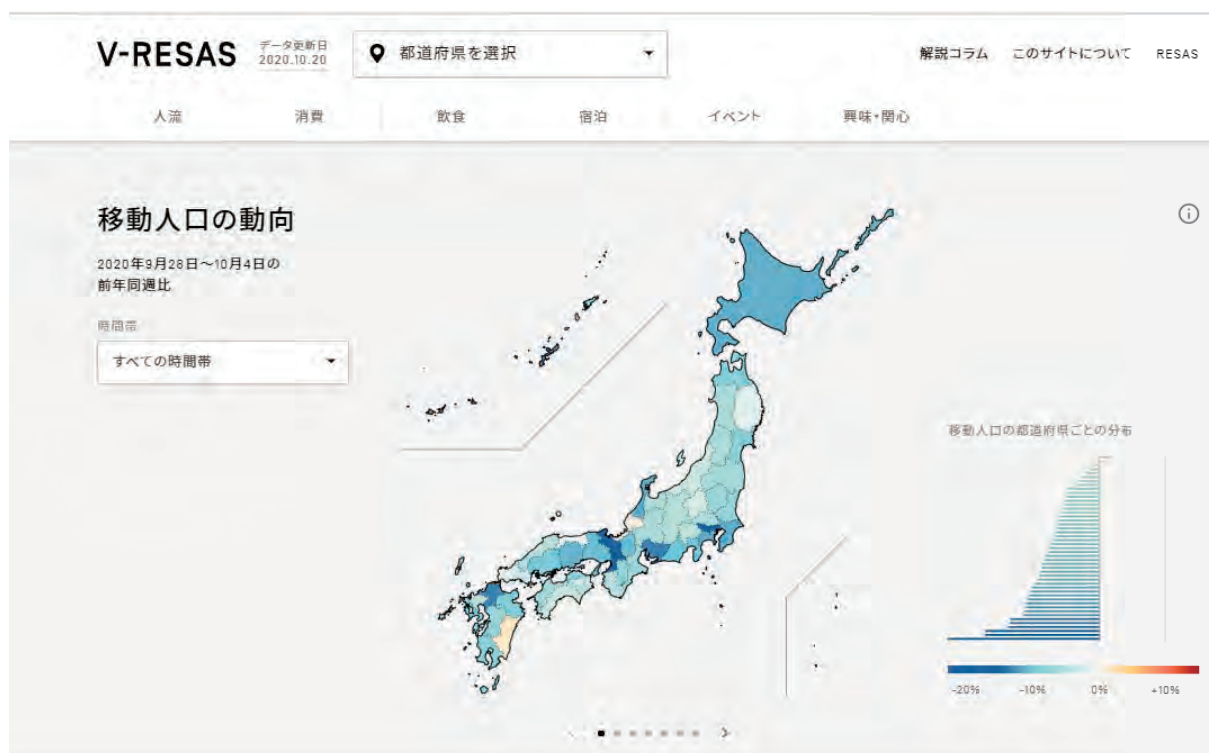 V-RESAS
データ更新日
2020.10.20
都道府県を選択
解説コラム
このサイトについて
RESAS
人流
消費
飲食
宿泊
イベント
興味・関心
移動人口の動向
2020年9月28日～10月4日の
前年同週比
時間帯
すべての時間帯
移動人口の都道府県ごとの分布
-20%
-10%
0%
+10%